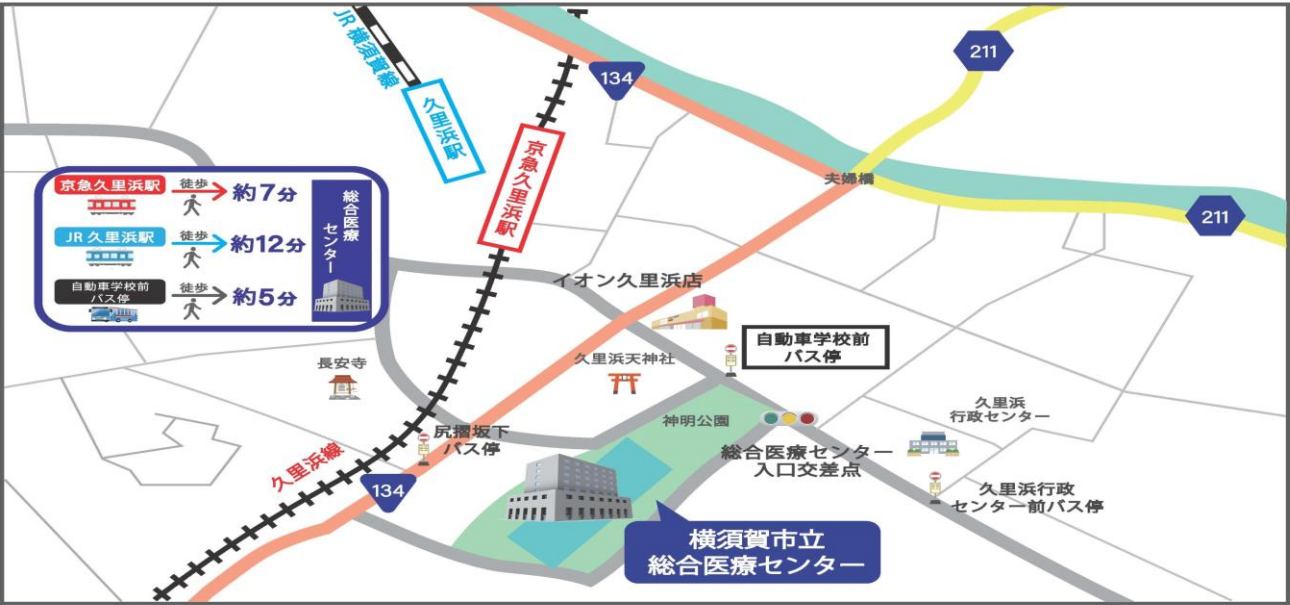 JR 横須賀線
久里浜駅
京急久里浜駅
134
211
夫婦橋
211
京急久里浜駅
徒歩
約7分
JR 久里浜駅
徒歩
約12分
自動車学校前
バス停
徒歩
約5分
総合医療
センター
イオン久里浜店
自動車学校前
バス停
長安寺
久里浜天神社
神明公園
久里浜
行政センター
尻摺坂下
バス停
総合医療センター
入口交差点
久里浜線
134
久里浜行政
センター前バス停
横須賀市立
総合医療センター